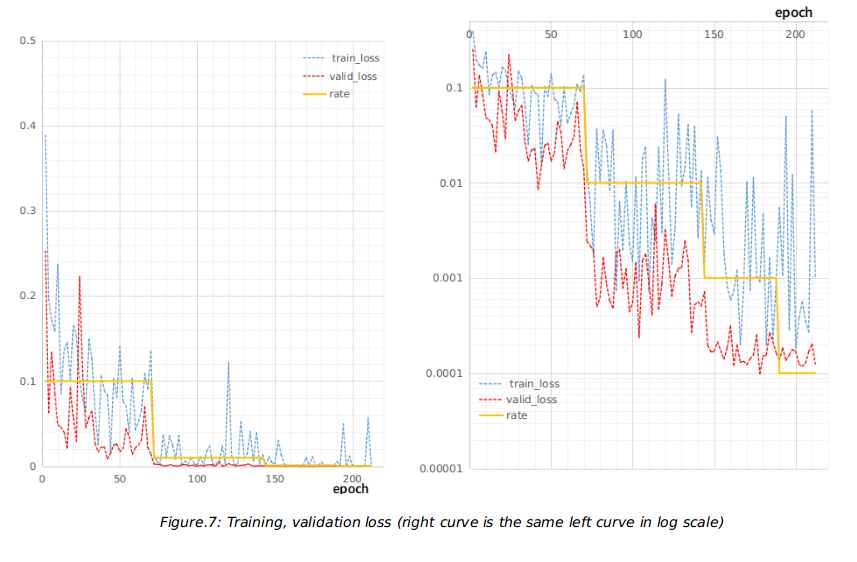 0.5
0.4
0.3
0.2
0.1
0
0
50
100
150
200
epoch
train_loss
valid_loss
rate
epoch
0
50
100
150
200
0.1
0.01
0.001
0.0001
0.00001
train_loss
valid_loss
rate
Figure.7: Training, validation loss (right curve is the same left curve in log scale)